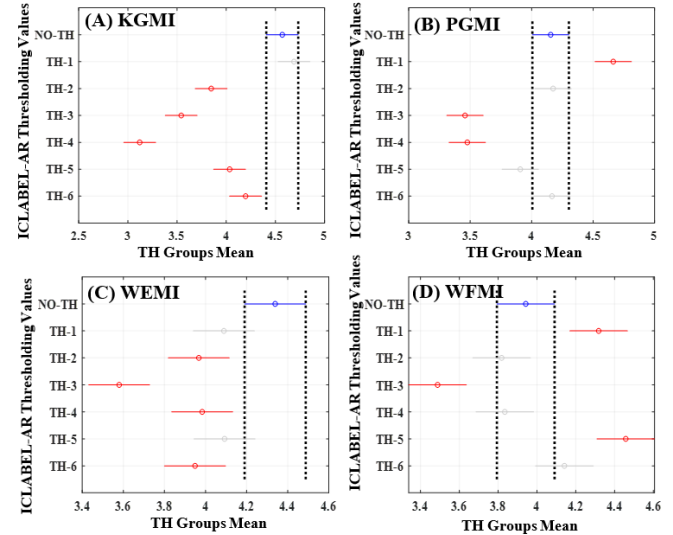 (A) KGMI
ICLABEL-AR Thresholding Values
NO-TH
TH-1
TH-2
TH-3
TH-4
TH-5
TH-6
2.5 3 3.5 4 4.5 5
TH Groups Mean
(B) PGMI
ICLABEL-AR Thresholding Values
NO-TH
TH-1
TH-2
TH-3
TH-4
TH-5
TH-6
3 3.5 4 4.5 5
TH Groups Mean
(C) WEMI
ICLABEL-AR Thresholding Values
NO-TH
TH-1
TH-2
TH-3
TH-4
TH-5
TH-6
3.4 3.6 3.8 4 4.2 4.4 4.6
TH Groups Mean
(D) WFMI
ICLABEL-AR Thresholding Values
NO-TH
TH-1
TH-2
TH-3
TH-4
TH-5
TH-6
3.4 3.6 3.8 4 4.2 4.4 4.6
TH Groups Mean